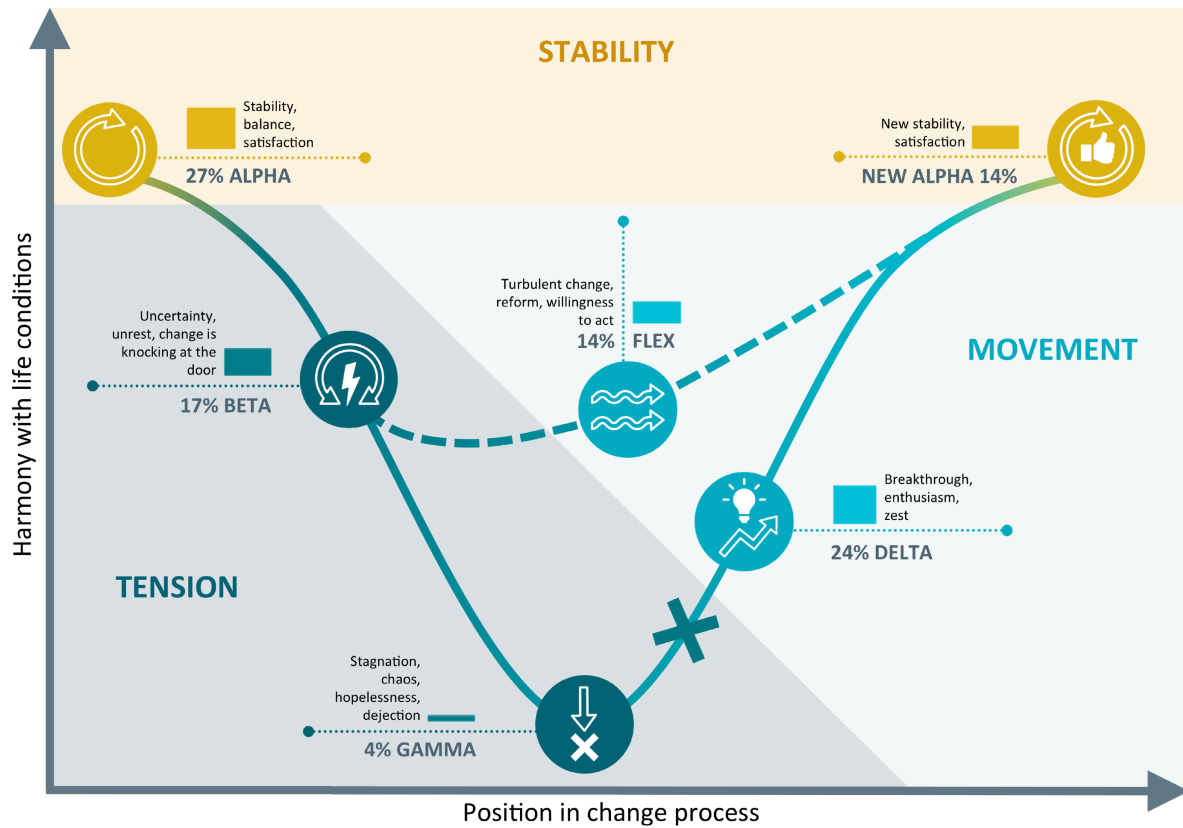 STABILITY
Stability,
balance,
satisfaction
27% ALPHA
New stability,
satisfaction
NEW ALPHA 14%
Turbulent change,
reform, willingness
to act
14% FLEX
Uncertainty,
unrest, change is
knocking at the
door
17% BETA
MOVEMENT
Breakthrough,
enthusiasm,
zest
24% DELTA
TENSION
Stagnation,
chaos,
hopelessness,
dejection
4% GAMMA
Harmony with life conditions
Position in change process